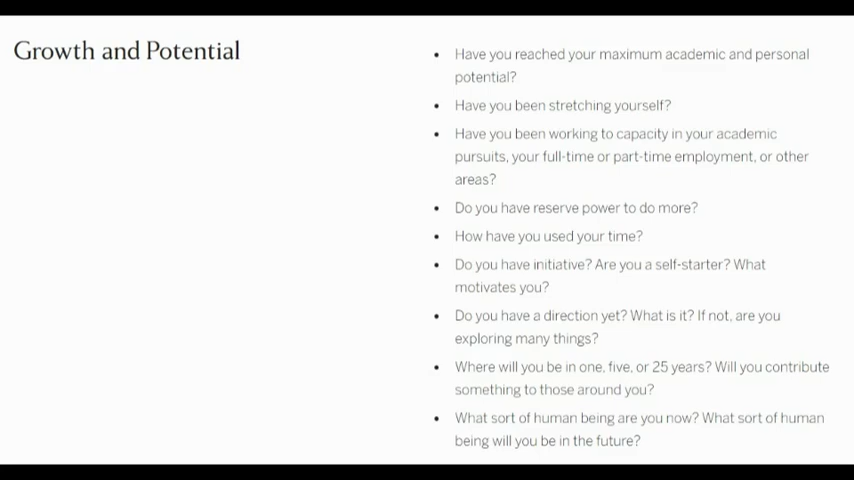 Growth and Potential
• Have you reached your maximum academic and personal
potential?
• Have you been stretching yourself?
• Have you been working to capacity in your academic
pursuits, your full-time or part-time employment, or other
areas?
• Do you have reserve power to do more?
• How have you used your time?
• Do you have initiative? Are you a self-starter? What
motivates you?
• Do you have a direction yet? What is it? If not, are you
exploring many things?
• Where will you be in one, five, or 25 years? Will you contribute
something to those around you?
• What sort of human being are you now? What sort of human
being will you be in the future?